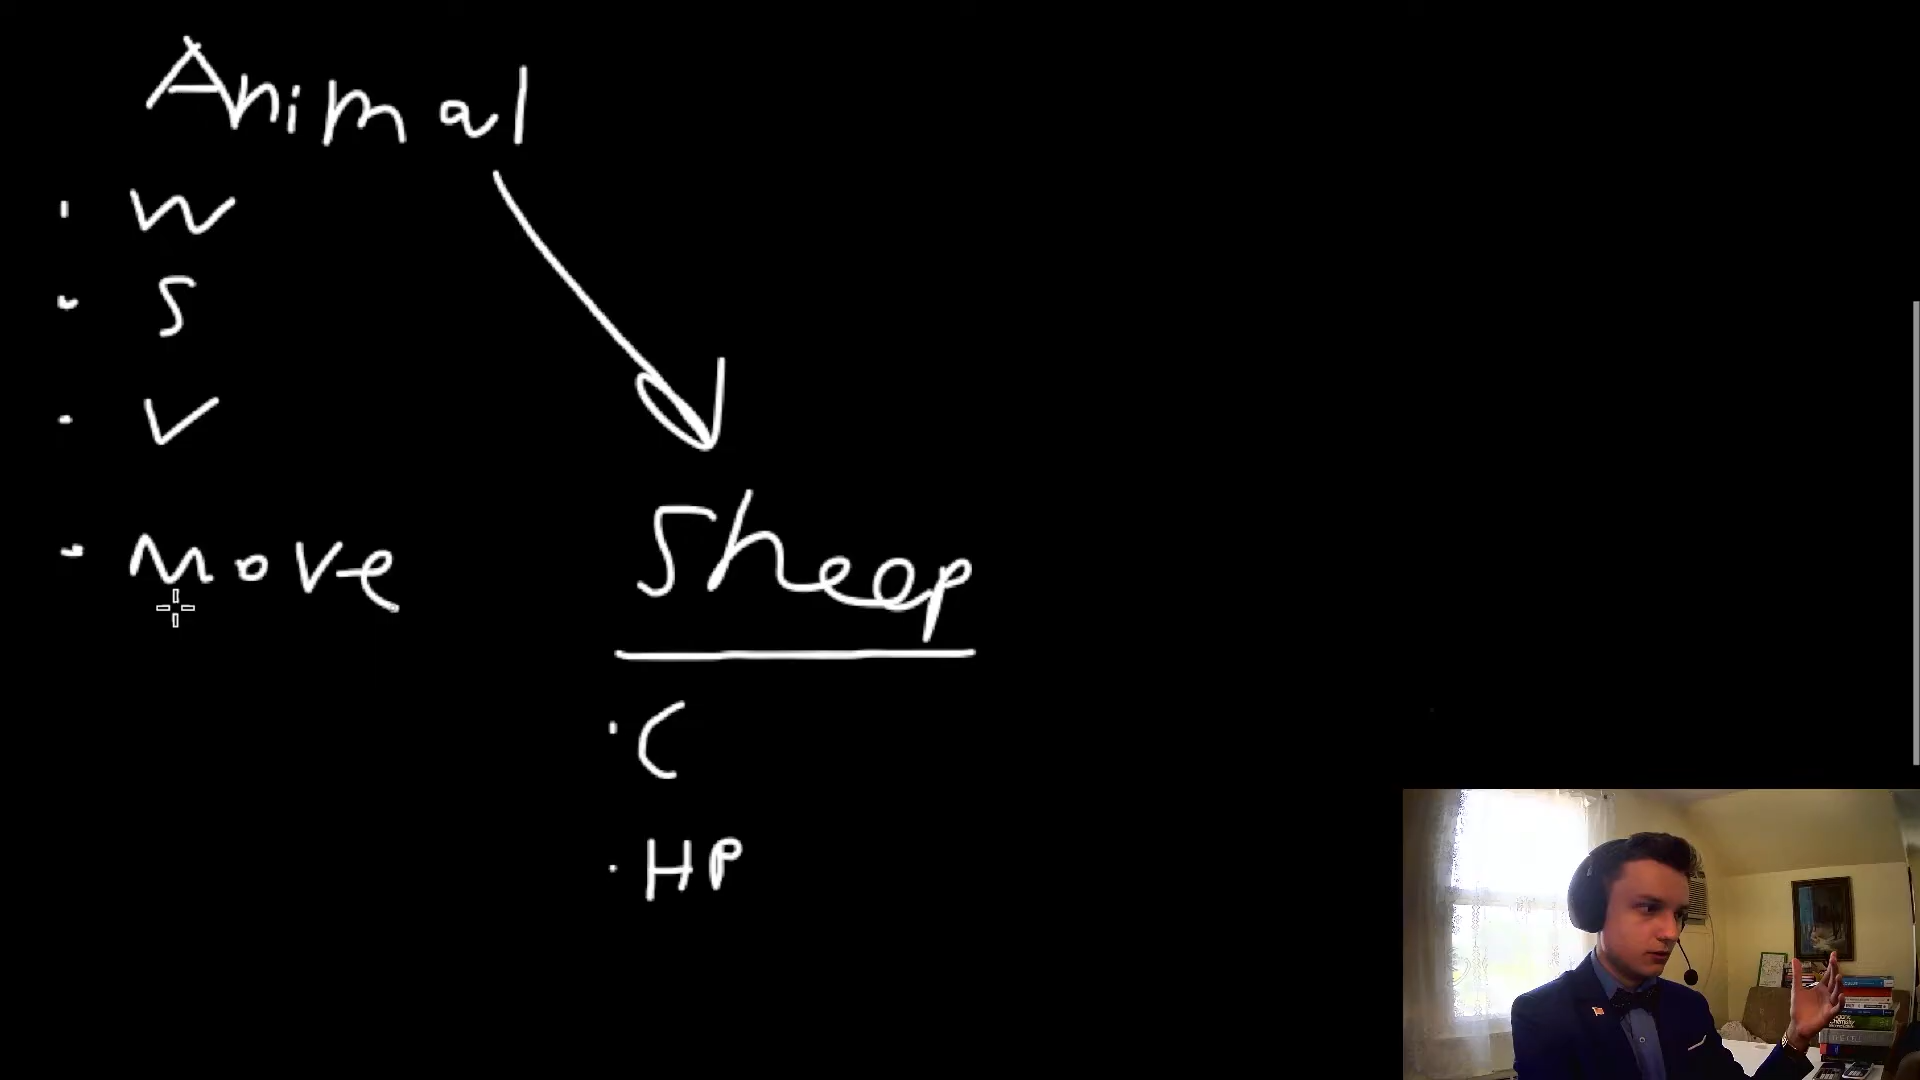 Animal
· W
· S
· V
· Move
Sheep
· C
· HP